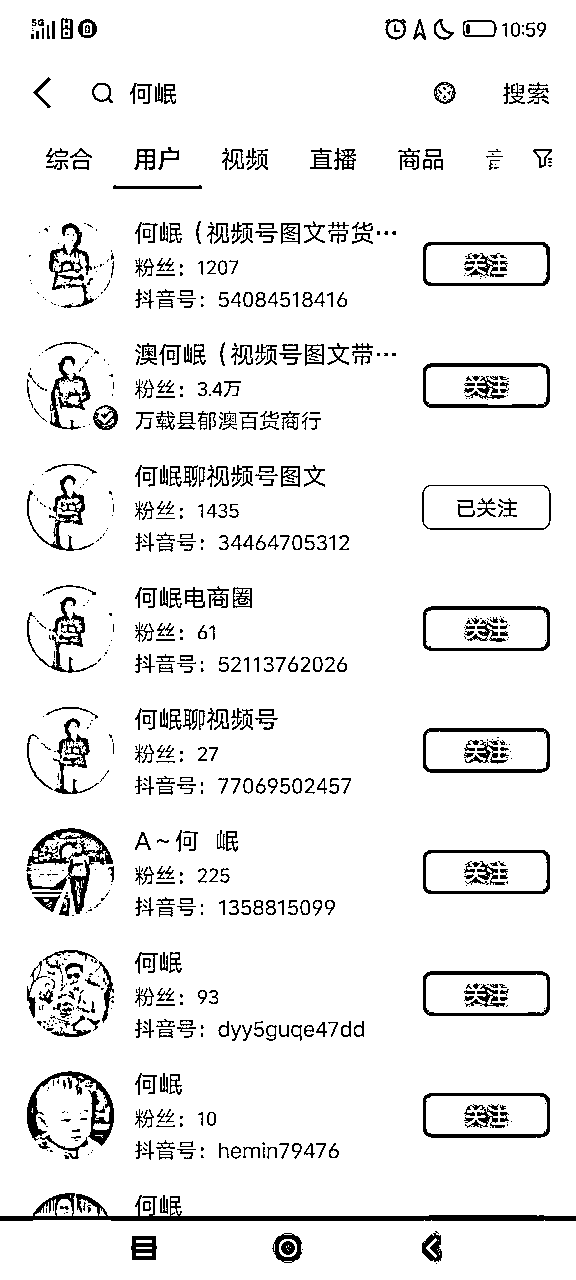 5G 10:59
何岷 搜索
综合 用户 视频 直播 商品
何岷（视频号图文带货…
粉丝：1207
抖音号：54084518416
关注
澳何岷（视频号图文带…
粉丝：3.4万
万载县郁澳百货商行
关注
何岷聊视频号图文
粉丝：1435
抖音号：34464705312
已关注
何岷电商圈
粉丝：61
抖音号：52113762026
关注
何岷聊视频号
粉丝：27
抖音号：77069502457
关注
A～何 岷
粉丝：225
抖音号：1358815099
关注
何岷
粉丝：93
抖音号：dyy5guqe47dd
关注
何岷
粉丝：10
抖音号：hemin79476
关注
何岷